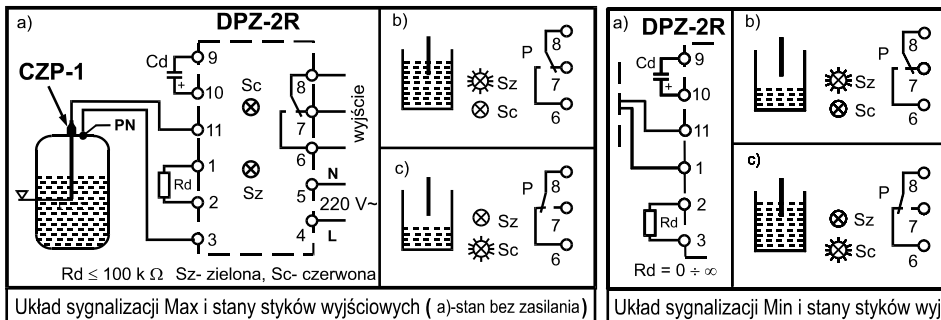 a)
DPZ-2R
CZP-1
PN
Cd
+
9
10
11
1
2
3
Rd
Sc
Sz
8
7
6
5
4
N
220 V~
L
wyjście
Rd ≤ 100 k Ω Sz- zielona, Sc- czerwona
b)
Sz
Sc
P
8
7
6
c)
Sz
Sc
P
8
7
6
Układ sygnalizacji Max i stany styków wyjściowych ( a)-stan bez zasilania)
a)
DPZ-2R
Cd
+
9
10
11
1
2
3
Rd
Rd = 0 ÷ ∞
b)
Sz
Sc
P
8
7
6
c)
Sz
Sc
P
8
7
6
Układ sygnalizacji Min i stany styków wyj